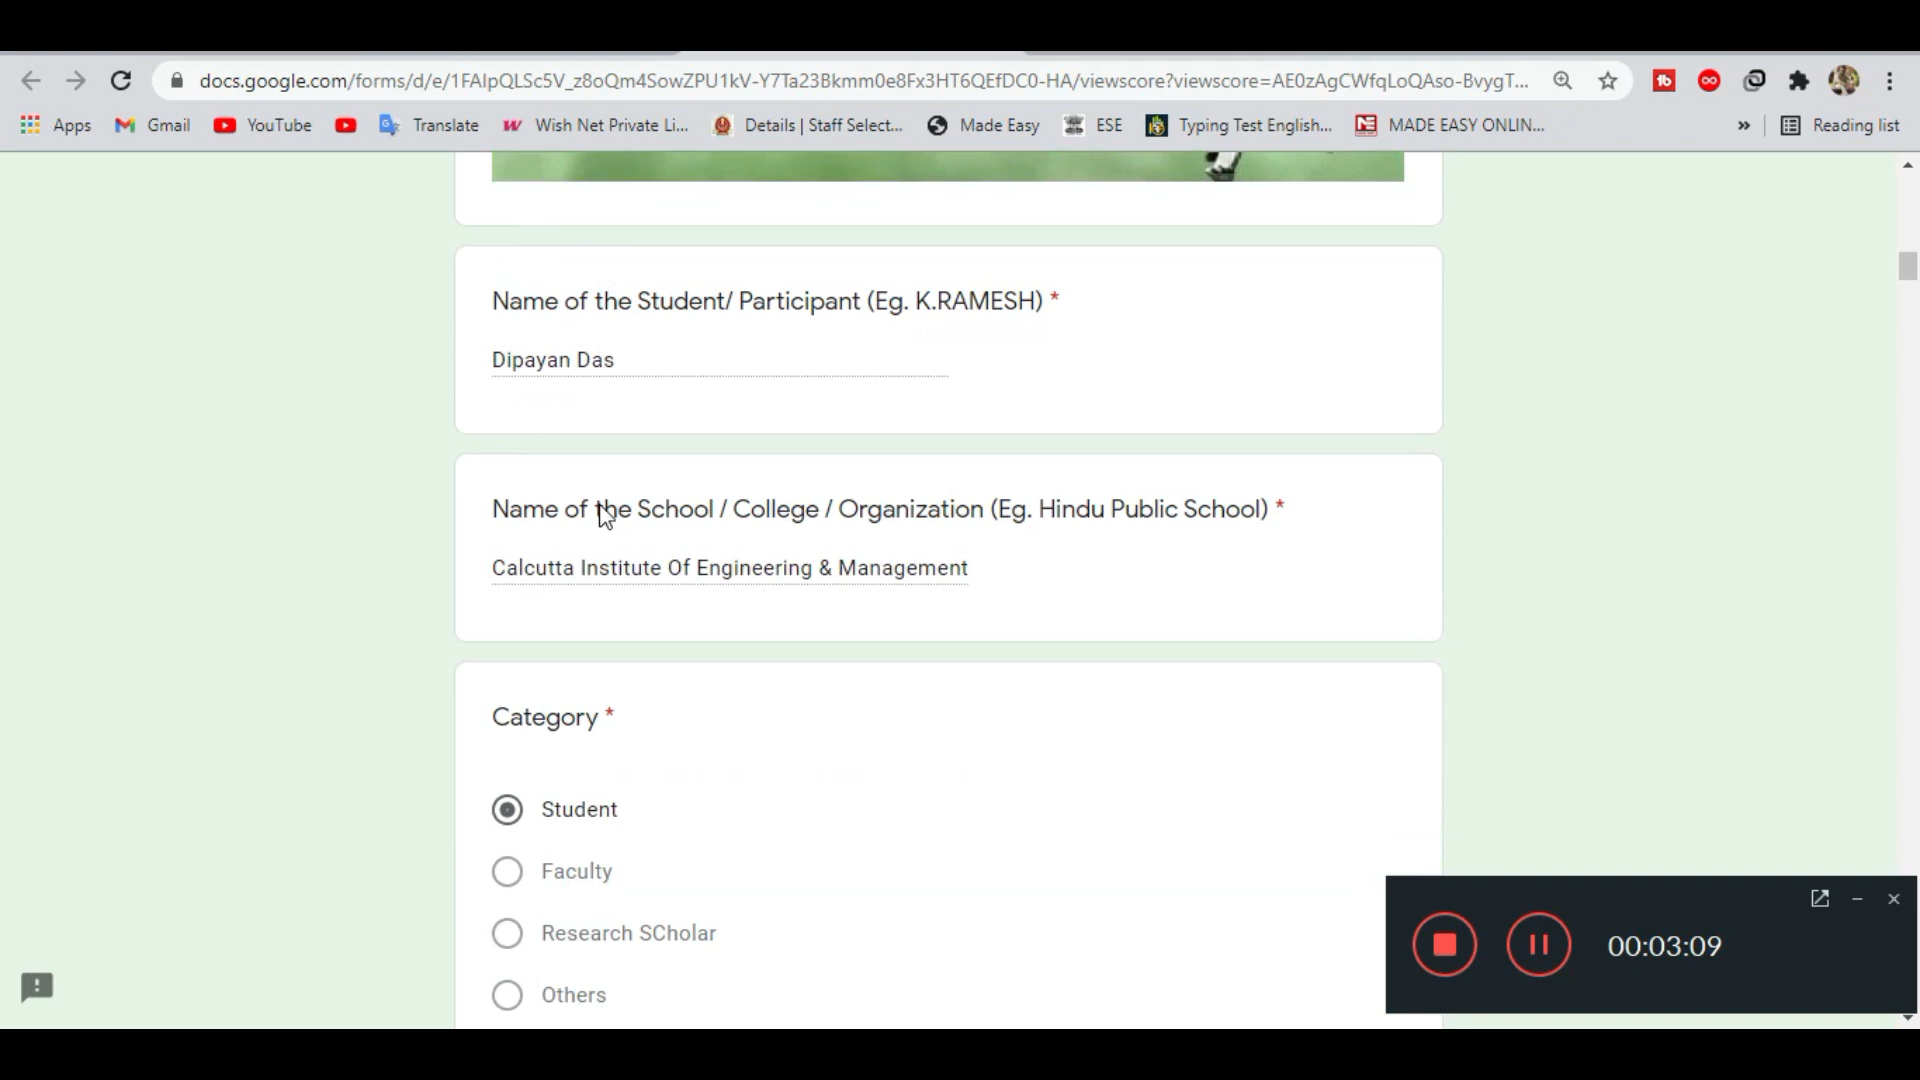 docs.google.com/forms/d/e/1FAIpQLSc5V_z8oQm4SowZPU1kV-Y7Ta23Bkmm0e8Fx3HT6QEfDC0-HA/viewscore?viewscore=AE0zAgCWfqLoQAso-BvygT...
Apps Gmail YouTube Translate Wish Net Private Li... Details | Staff Select... Made Easy ESE Typing Test English... MADE EASY ONLIN... » Reading list
Name of the Student/ Participant (Eg. K.RAMESH) *
Dipayan Das
Name of the School / College / Organization (Eg. Hindu Public School) *
Calcutta Institute Of Engineering & Management
Category *
Student
Faculty
Research SCholar
Others
00:03:09